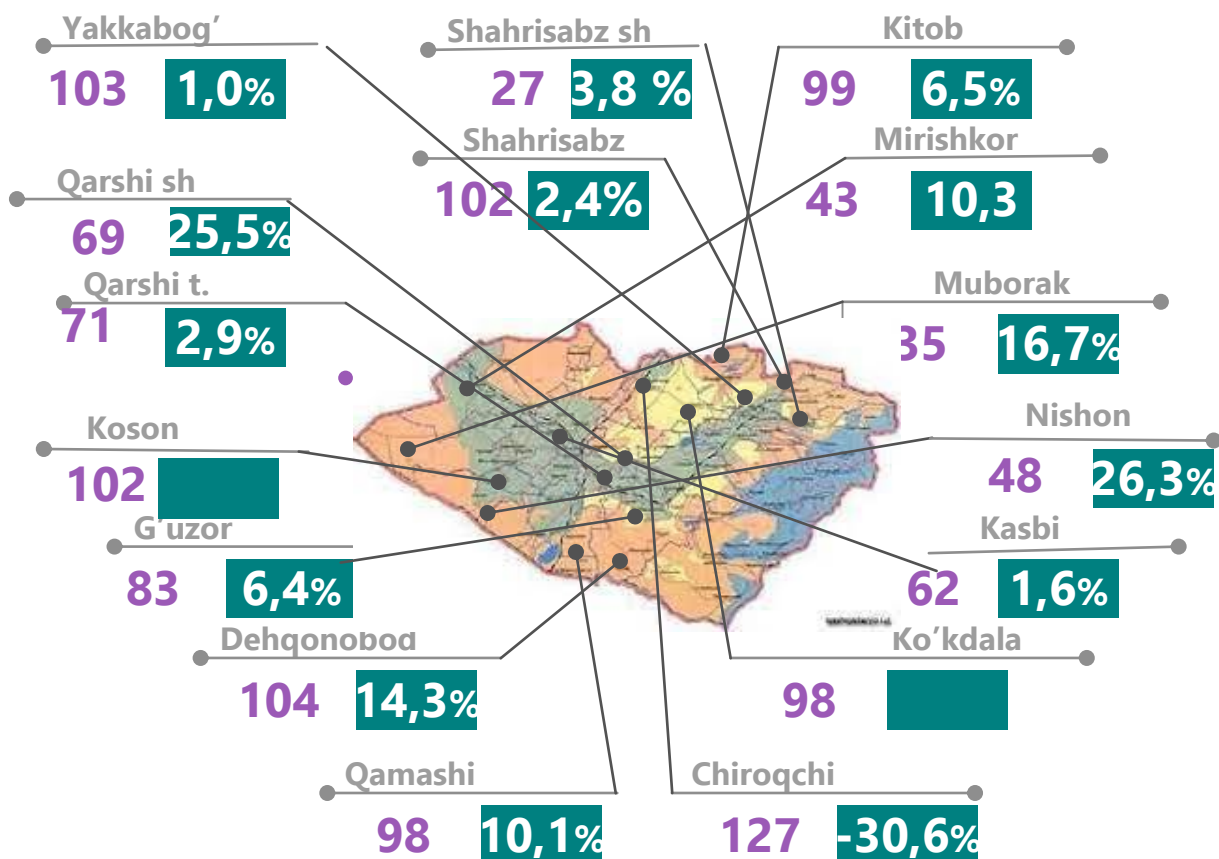 Yakkabog’
103 1,0%
Shahrisabz sh
27 3,8 %
Kitob
99 6,5%
Shahrisabz
102 2,4%
Mirishkor
43 10,3
Qarshi sh
69 25,5%
Qarshi t.
71 2,9%
Muborak
35 16,7%
Koson
102
Nishon
48 26,3%
G’uzor
83 6,4%
Kasbi
62 1,6%
Dehqonobod
104 14,3%
Ko’kdala
98
Qamashi
98 10,1%
Chiroqchi
127 -30,6%